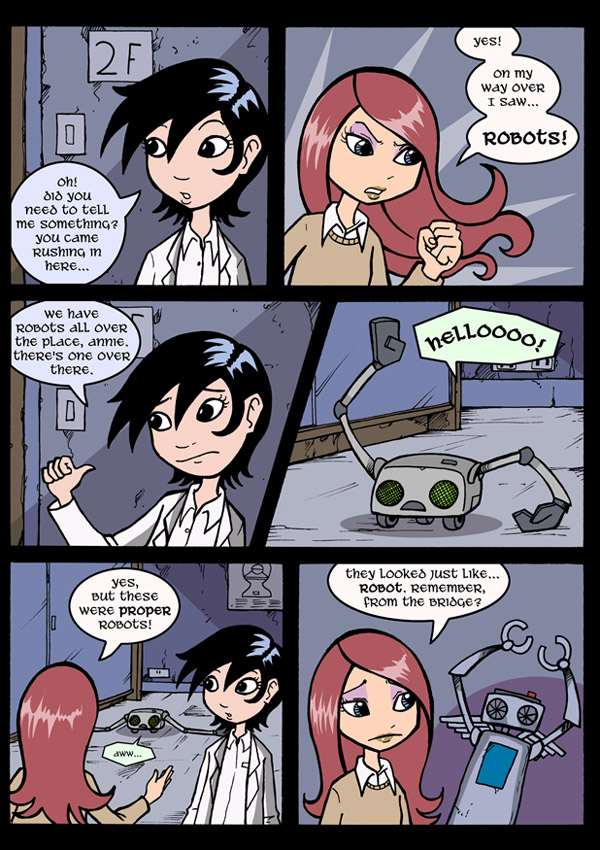 2F
oh!
did you
need to tell
me something?
you came
rushing in
here...
yes!
on my
way over
I saw...
ROBOTS!
we have
robots all over
the place, annie.
there's one over
there.
helloooo!
yes,
but these
were proper
robots!
aww...
they looked just like...
robot. remember,
from the bridge?